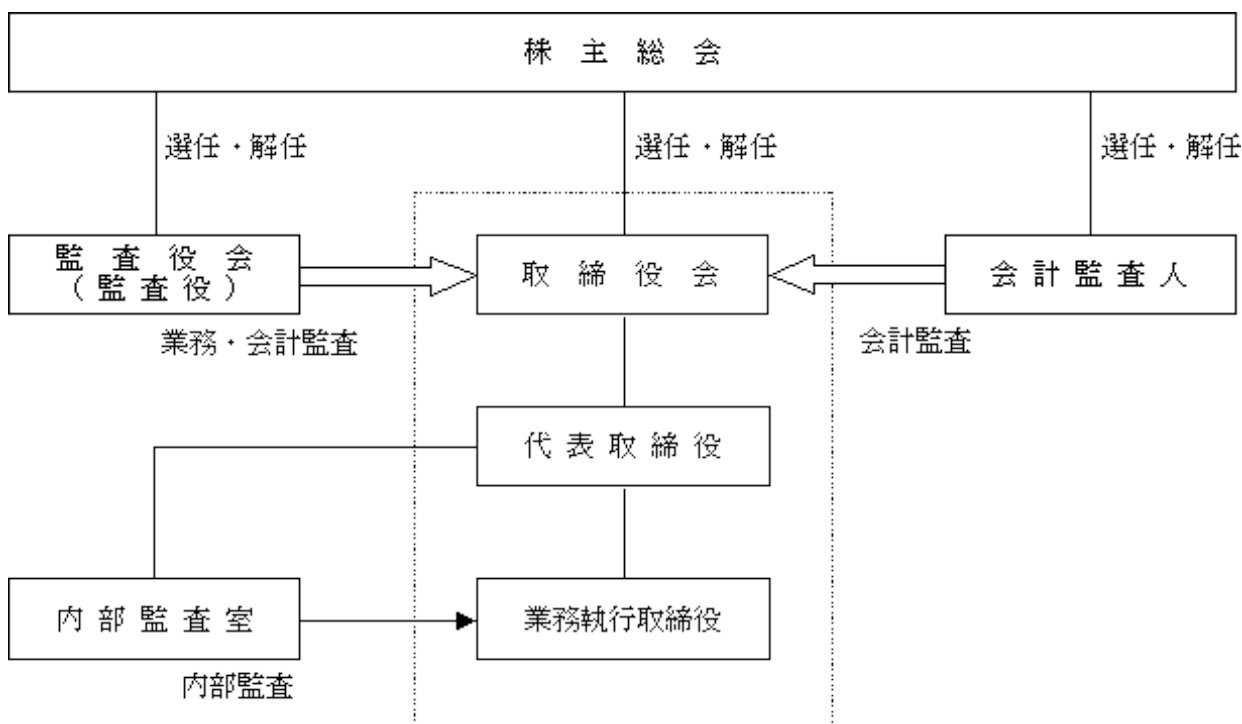 株主総会
選任・解任
選任・解任
選任・解任
監査役会
(監査役)
取締役会
会計監査人
業務・会計監査
会計監査
代表取締役
内部監査室
業務執行取締役
内部監査